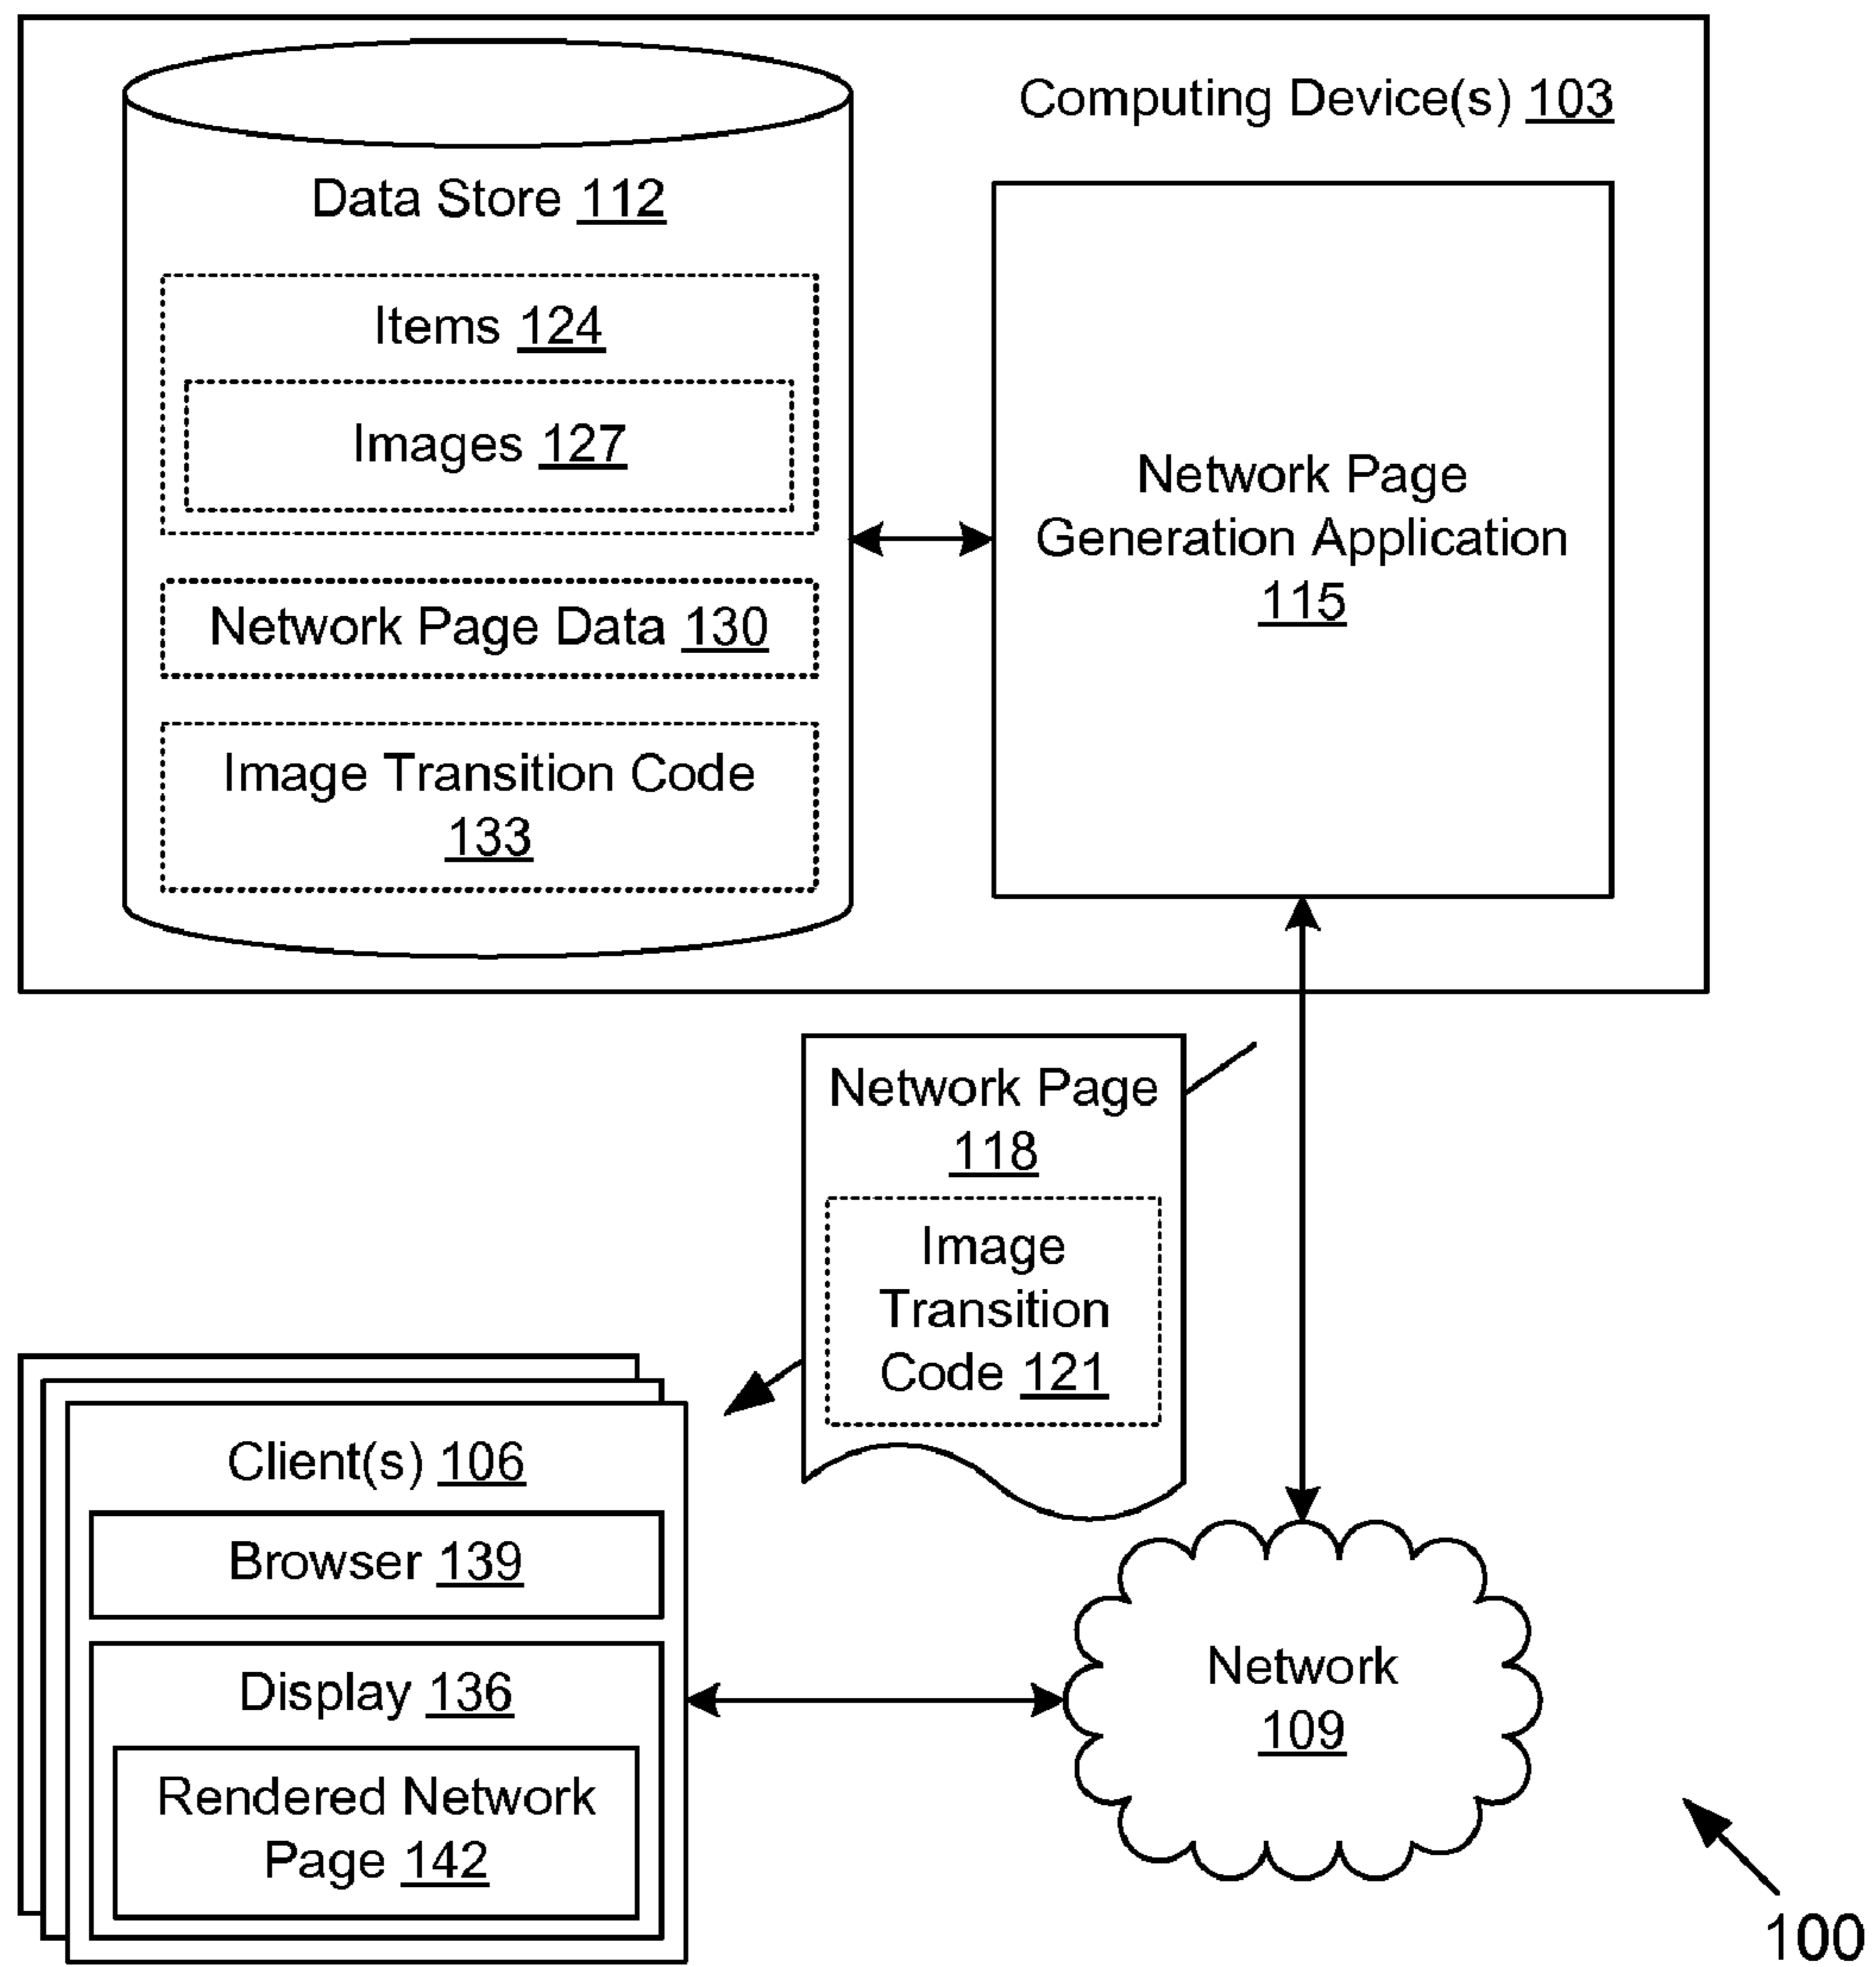 Computing Device(s) 103
Data Store 112
Items 124
Images 127
Network Page Data 130
Image Transition Code
133
Network Page
Generation Application
115
Network Page
118
Image
Transition
Code 121
Client(s) 106
Browser 139
Display 136
Rendered Network
Page 142
Network
109
100